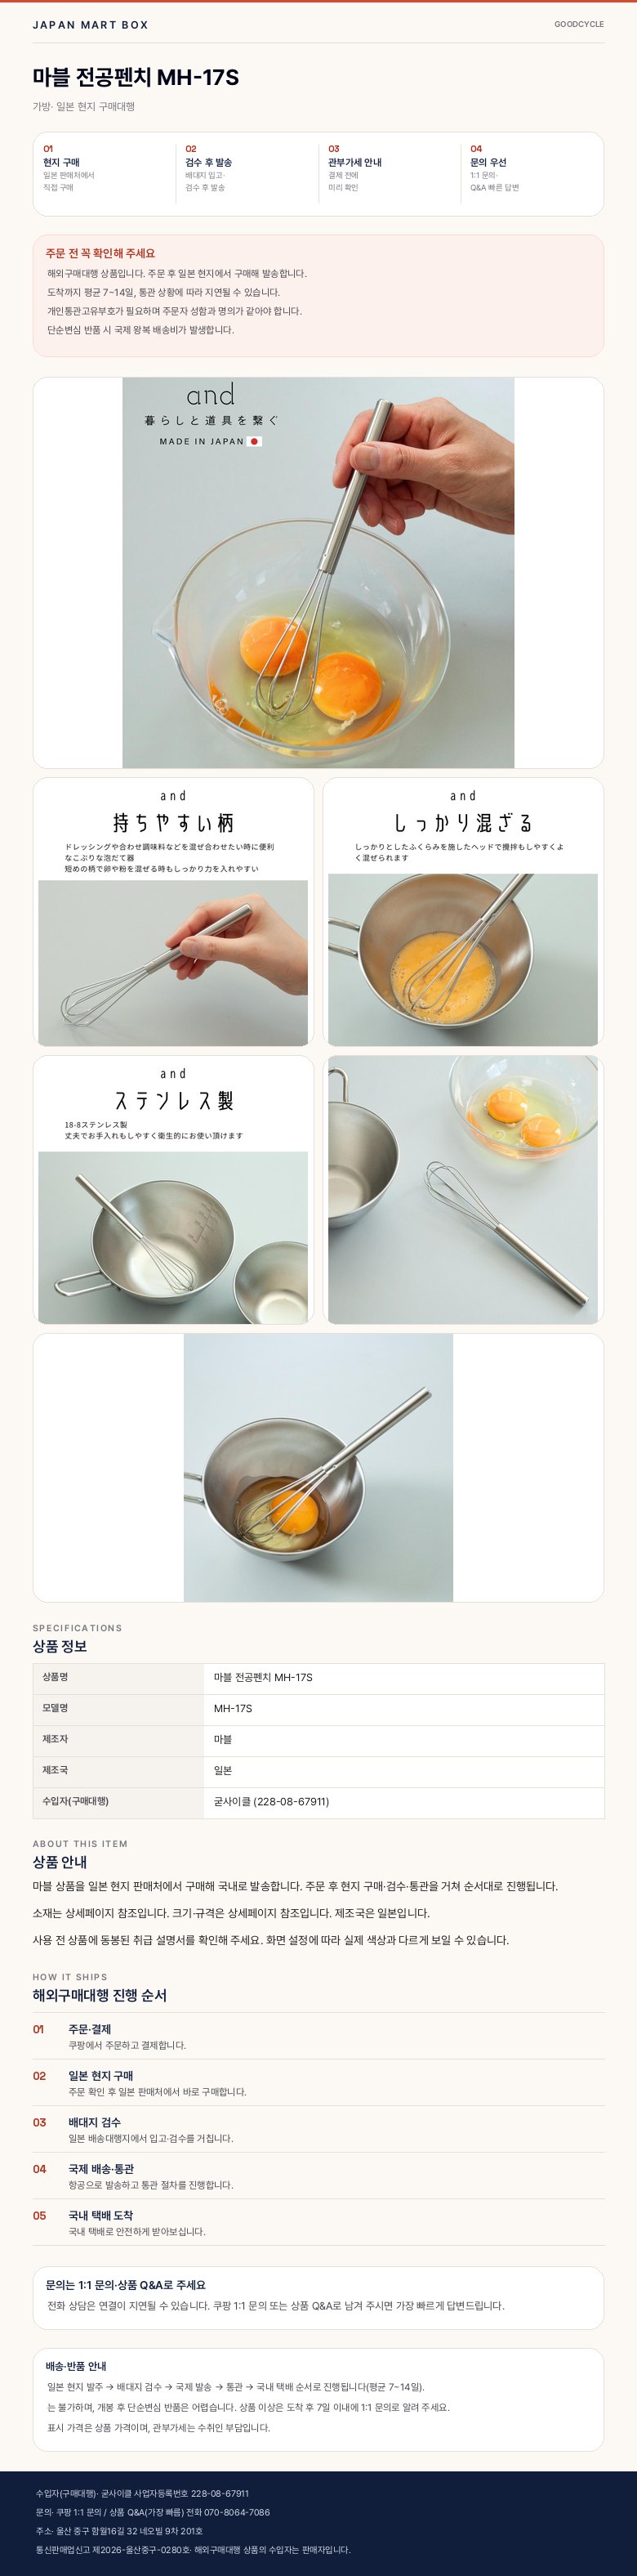 JAPAN MART BOX
GOODCYCLE
마블 전공펜치 MH-17S
가방· 일본 현지 구매대행
01
현지 구매
일본 판매처에서
직접 구매
02
검수 후 발송
배대지 입고·
검수 후 발송
03
관부가세 안내
결제 전에
미리 확인
04
문의 우선
1:1 문의·
Q&A 빠른 답변
주문 전 꼭 확인해 주세요
해외구매대행 상품입니다. 주문 후 일본 현지에서 구매해 발송합니다.
도착까지 평균 7~14일, 통관 상황에 따라 지연될 수 있습니다.
개인통관고유부호가 필요하며 주문자 성함과 명의가 같아야 합니다.
단순변심 반품 시 국제 왕복 배송비가 발생합니다.
and
暮らしと道具を繋ぐ
MADE IN JAPAN
and
持ちやすい柄
ドレッシングや合わせ調味料などを混ぜ合わせたい時に便利
なこぶりな泡だて器
短めの柄で卵や粉を混ぜる時もしっかり力を入れやすい
and
しっかり混ざる
しっかりとしたふくらみを施したヘッドで攪拌もしやすくよ
く混ぜられます
and
ステンレス製
18-8ステンレス製
丈夫でお手入れもしやすく衛生的にお使い頂けます
SPECIFICATIONS
상품 정보
상품명 마블 전공펜치 MH-17S
모델명 MH-17S
제조자 마블
제조국 일본
수입자(구매대행) 굳사이클 (228-08-67911)
ABOUT THIS ITEM
상품 안내
마블 상품을 일본 현지 판매처에서 구매해 국내로 발송합니다. 주문 후 현지 구매·검수·통관을 거쳐 순서대로 진행됩니다.
소재는 상세페이지 참조입니다. 크기·규격은 상세페이지 참조입니다. 제조국은 일본입니다.
사용 전 상품에 동봉된 취급 설명서를 확인해 주세요. 화면 설정에 따라 실제 색상과 다르게 보일 수 있습니다.
HOW IT SHIPS
해외구매대행 진행 순서
01 주문·결제
쿠팡에서 주문하고 결제합니다.
02 일본 현지 구매
주문 확인 후 일본 판매처에서 바로 구매합니다.
03 배대지 검수
일본 배송대행지에서 입고·검수를 거칩니다.
04 국제 배송·통관
항공으로 발송하고 통관 절차를 진행합니다.
05 국내 택배 도착
국내 택배로 안전하게 받아보십니다.
문의는 1:1 문의·상품 Q&A로 주세요
전화 상담은 연결이 지연될 수 있습니다. 쿠팡 1:1 문의 또는 상품 Q&A로 남겨 주시면 가장 빠르게 답변드립니다.
배송·반품 안내
일본 현지 발주 → 배대지 검수 → 국제 발송 → 통관 → 국내 택배 순서로 진행됩니다(평균 7~14일).
는 불가하며, 개봉 후 단순변심 반품은 어렵습니다. 상품 이상은 도착 후 7일 이내에 1:1 문의로 알려 주세요.
표시 가격은 상품 가격이며, 관부가세는 수취인 부담입니다.
수입자(구매대행)· 굳사이클 사업자등록번호 228-08-67911
문의· 쿠팡 1:1 문의 / 상품 Q&A(가장 빠름) 전화 070-8064-7086
주소· 울산 중구 함월16길 32 네오빌 9차 201호
통신판매업신고 제2026-울산중구-0280호· 해외구매대행 상품의 수입자는 판매자입니다.